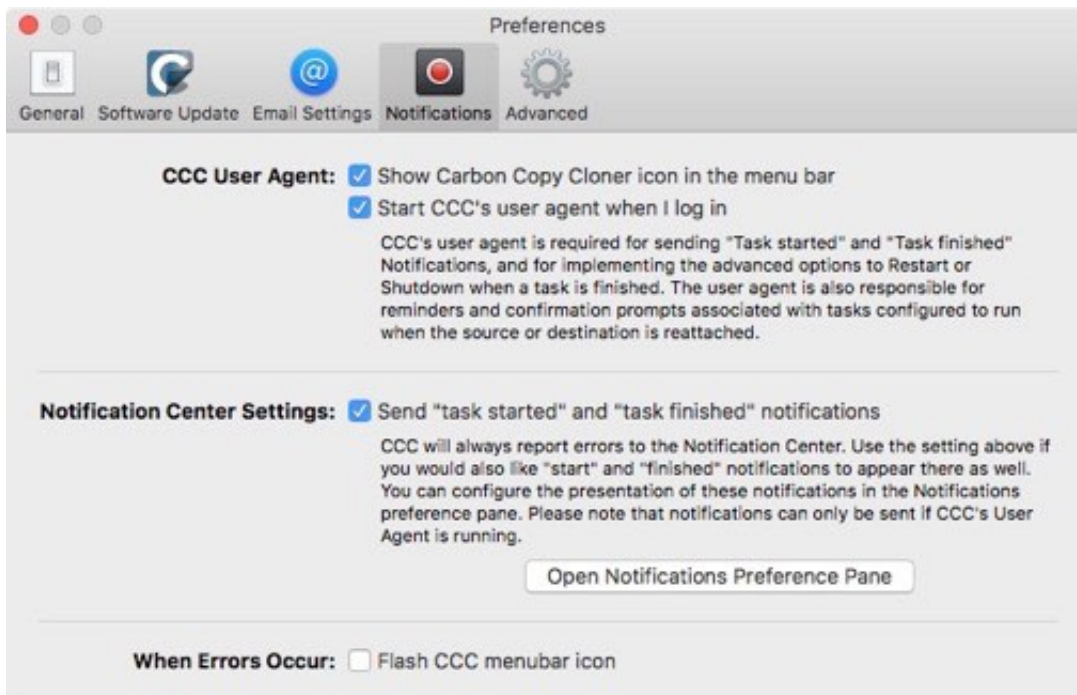 Preferences
General Software Update Email Settings Notifications Advanced
CCC User Agent: Show Carbon Copy Cloner icon in the menu bar
Start CCC's user agent when I log in
CCC's user agent is required for sending "Task started" and "Task finished"
Notifications, and for implementing the advanced options to Restart or
Shutdown when a task is finished. The user agent is also responsible for
reminders and confirmation prompts associated with tasks configured to run
when the source or destination is reattached.
Notification Center Settings: Send "task started" and "task finished" notifications
CCC will always report errors to the Notification Center. Use the setting above if
you would also like "start" and "finished" notifications to appear there as well.
You can configure the presentation of these notifications in the Notifications
preference pane. Please note that notifications can only be sent if CCC's User
Agent is running.
Open Notifications Preference Pane
When Errors Occur: Flash CCC menubar icon